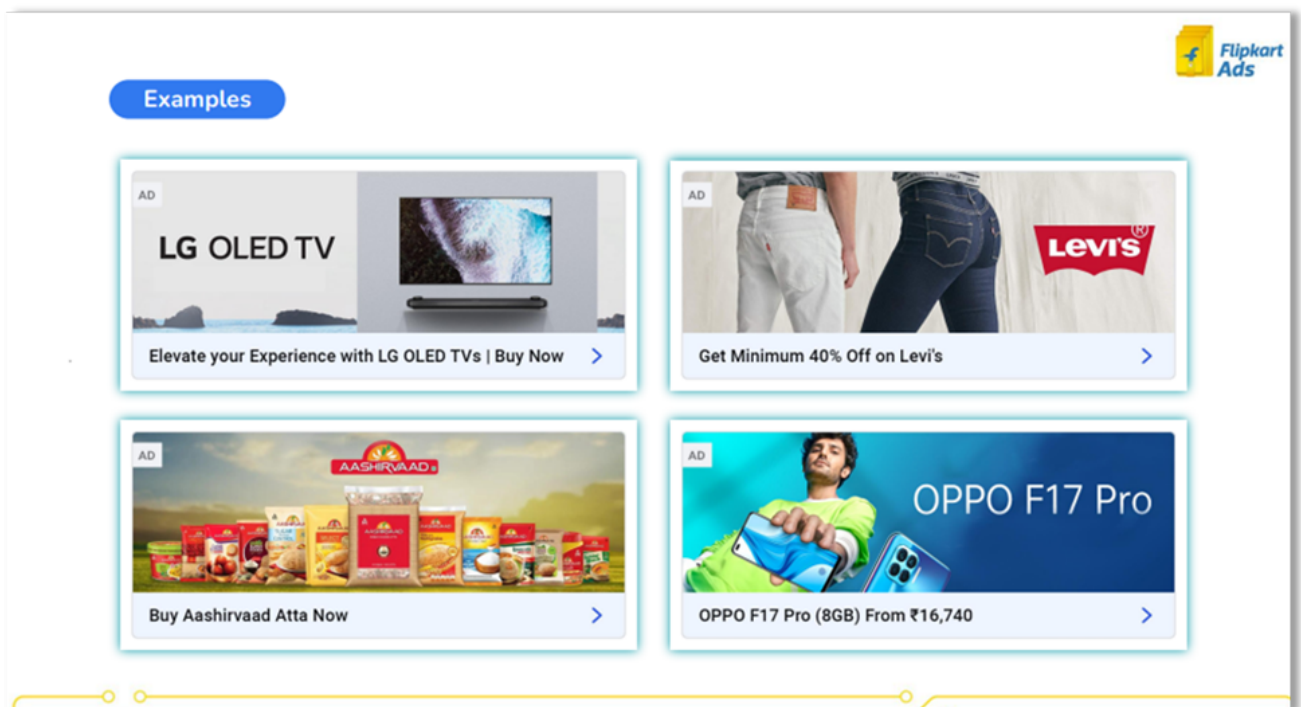 Flipkart
Ads
Examples
AD
LG OLED TV
Elevate your Experience with LG OLED TVs | Buy Now
AD
LEVI'S®
Get Minimum 40% Off on Levi's
AD
AASHIRVAAD
Buy Aashirvaad Atta Now
AD
OPPO F17 Pro
OPPO F17 Pro (8GB) From ₹16,740